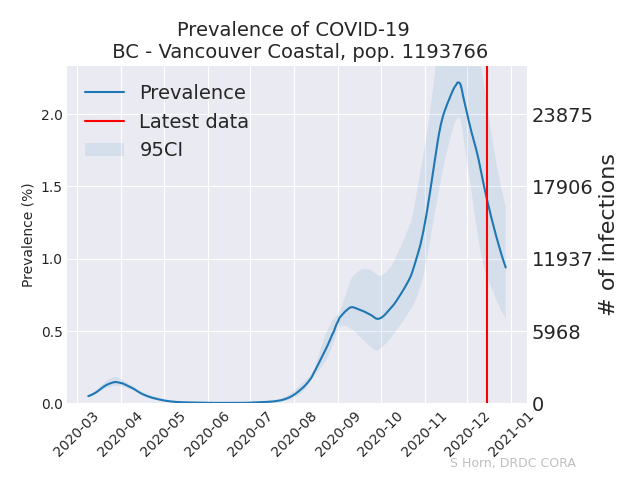 Prevalence of COVID-19
BC - Vancouver Coastal, pop. 1193766
Prevalence
Latest data
95CI
Prevalence (%)
2.0
1.5
1.0
0.5
0.0
23875
17906
11937
5968
0
# of infections
2020-03
2020-04
2020-05
2020-06
2020-07
2020-08
2020-09
2020-10
2020-11
2020-12
2021-01
S Horn, DRDC CORA